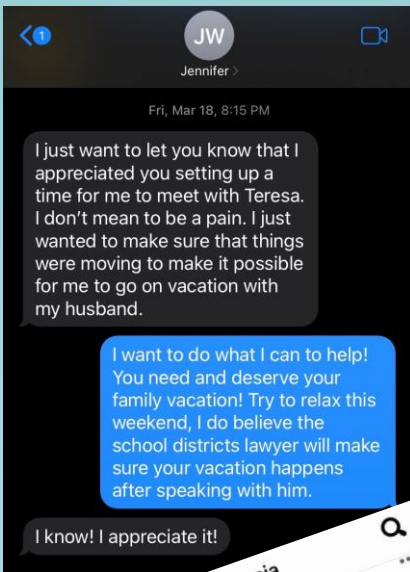 1
JW
Jennifer >
Fri, Mar 18, 8:15 PM
I just want to let you know that I
appreciated you setting up a
time for me to meet with Teresa.
I don't mean to be a pain. I just
wanted to make sure that things
were moving to make it possible
for me to go on vacation with
my husband.
I want to do what I can to help!
You need and deserve your
family vacation! Try to relax this
weekend, I do believe the
school districts lawyer will make
sure your vacation happens
after speaking with him.
I know! I appreciate it!